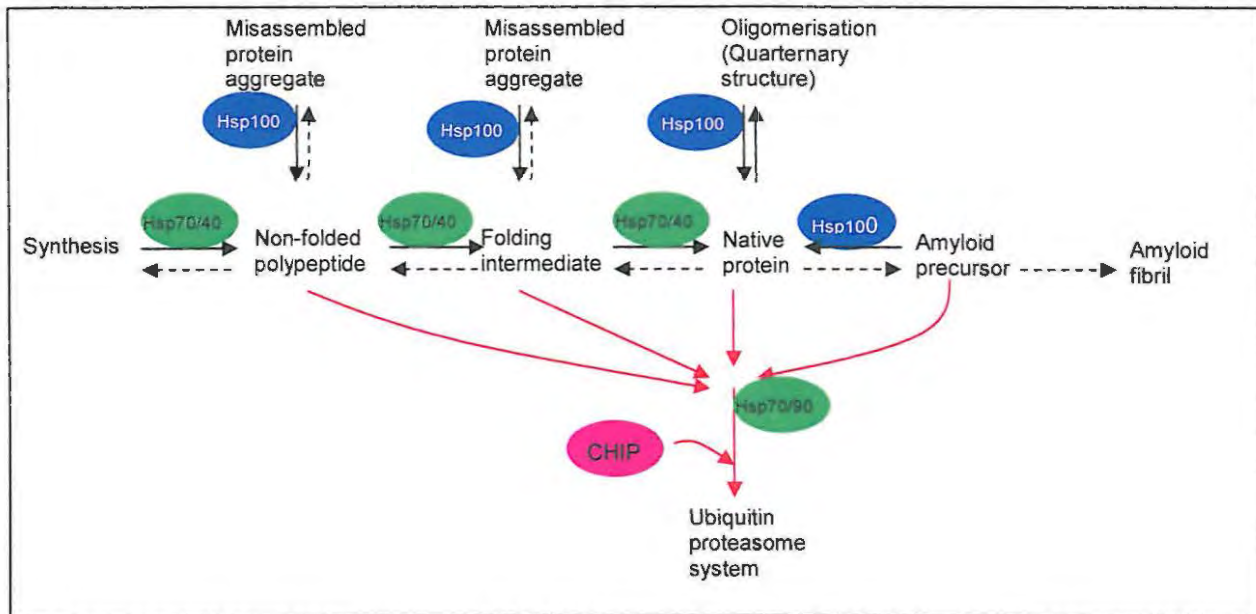 Misassembled
protein
aggregate
Misassembled
protein
aggregate
Oligomerisation
(Quarternary
structure)
Hsp100
Hsp100
Hsp100
Hsp70/40
Hsp70/40
Hsp70/40
Hsp100
Synthesis
Non-folded
polypeptide
Folding
intermediate
Native
protein
Amyloid
precursor
Amyloid
fibril
Hsp70/90
CHIP
Ubiquitin
proteasome
system